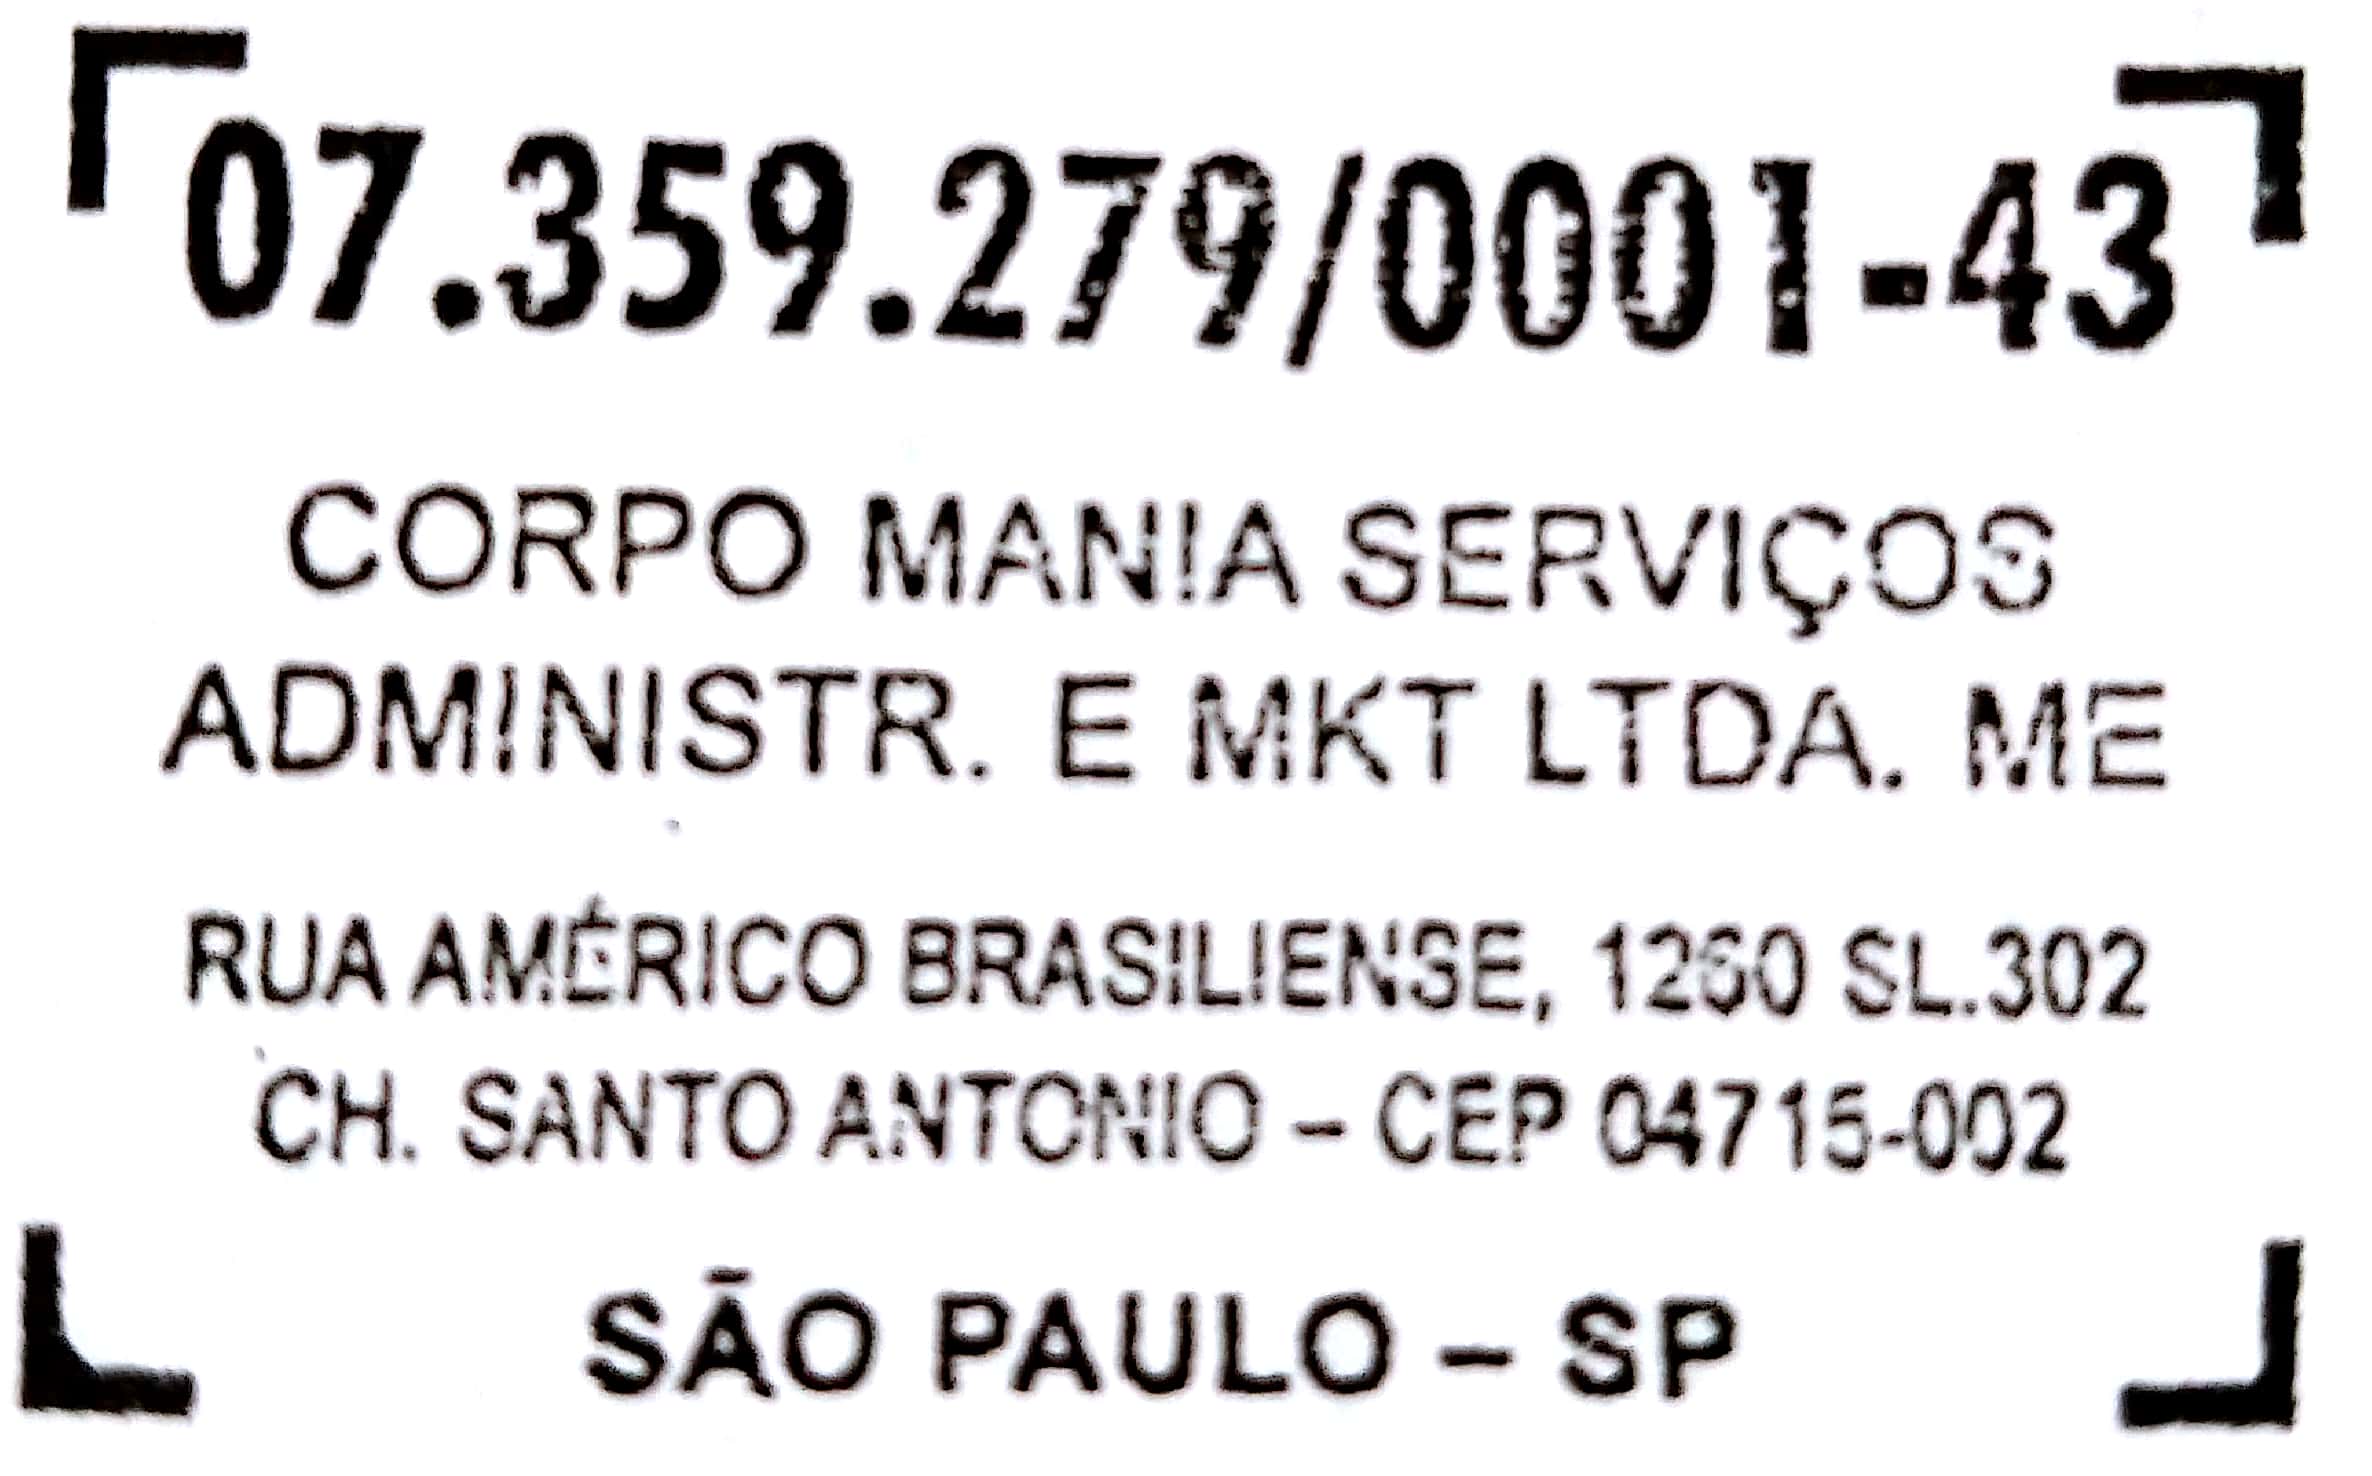 07.359.279/0001-43
CORPO MANIA SERVIÇOS
ADMINISTR. E MKT LTDA. ME
RUA AMÉRICO BRASILIENSE, 1260 SL.302
CH. SANTO ANTONIO – CEP 04715-002
SÃO PAULO – SP